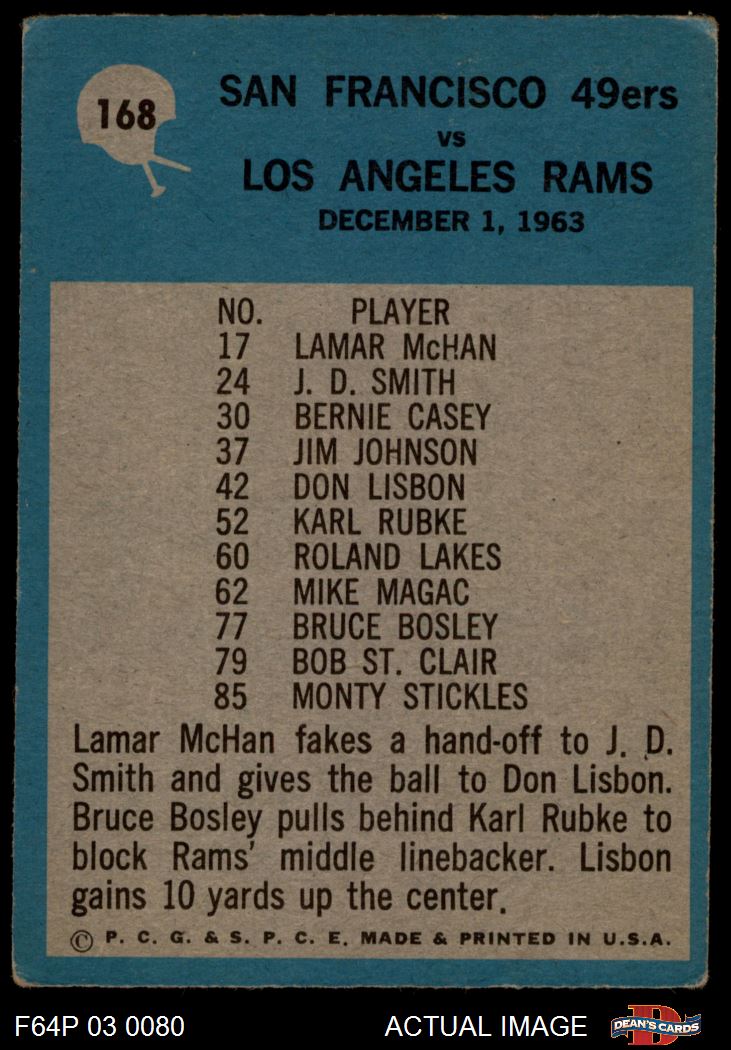 168
SAN FRANCISCO 49ers
vs
LOS ANGELES RAMS
DECEMBER 1, 1963
NO. PLAYER
17 LAMAR McHAN
24 J. D. SMITH
30 BERNIE CASEY
37 JIM JOHNSON
42 DON LISBON
52 KARL RUBKE
60 ROLAND LAKES
62 MIKE MAGAC
77 BRUCE BOSLEY
79 BOB ST. CLAIR
85 MONTY STICKLES
Lamar McHan fakes a hand-off to J. D.
Smith and gives the ball to Don Lisbon.
Bruce Bosley pulls behind Karl Rubke to
block Rams' middle linebacker. Lisbon
gains 10 yards up the center.
© P. C. G. & S. P. C. E. MADE & PRINTED IN U.S.A.
F64P 03 0080 ACTUAL IMAGE
D
DEAN'S CARDS